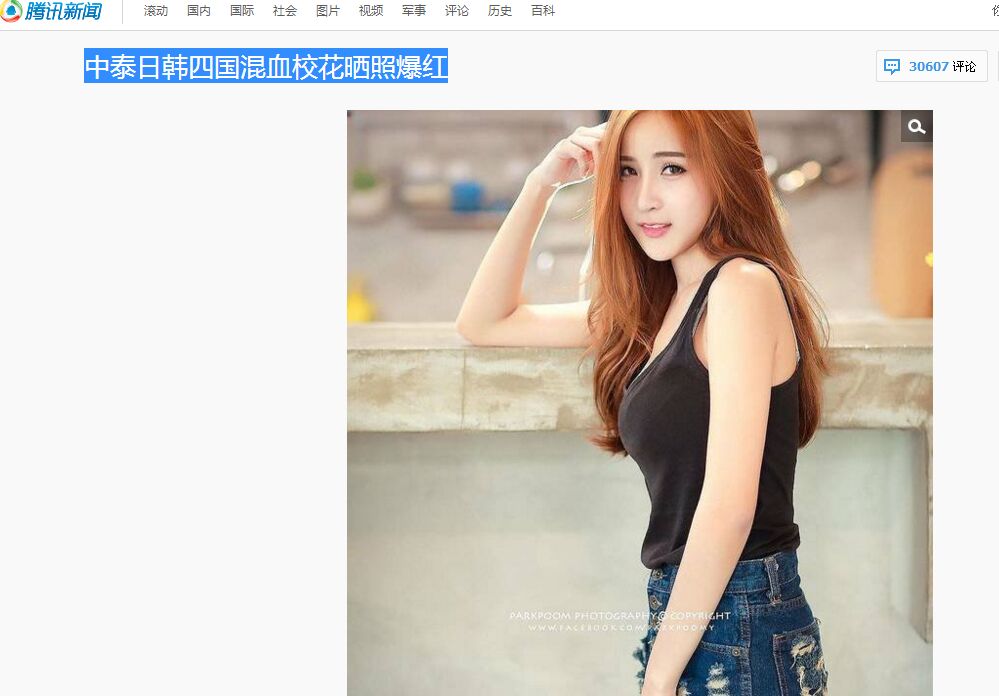 腾讯新闻
滚动 国内 国际 社会 图片 视频 军事 评论 历史 百科
中泰日韩四国混血校花晒照爆红
30607 评论
PARKPOOM PHOTOGRAPHY©COPYRIGHT
WWW.FACEBOOK.COM/PARKPOOMY